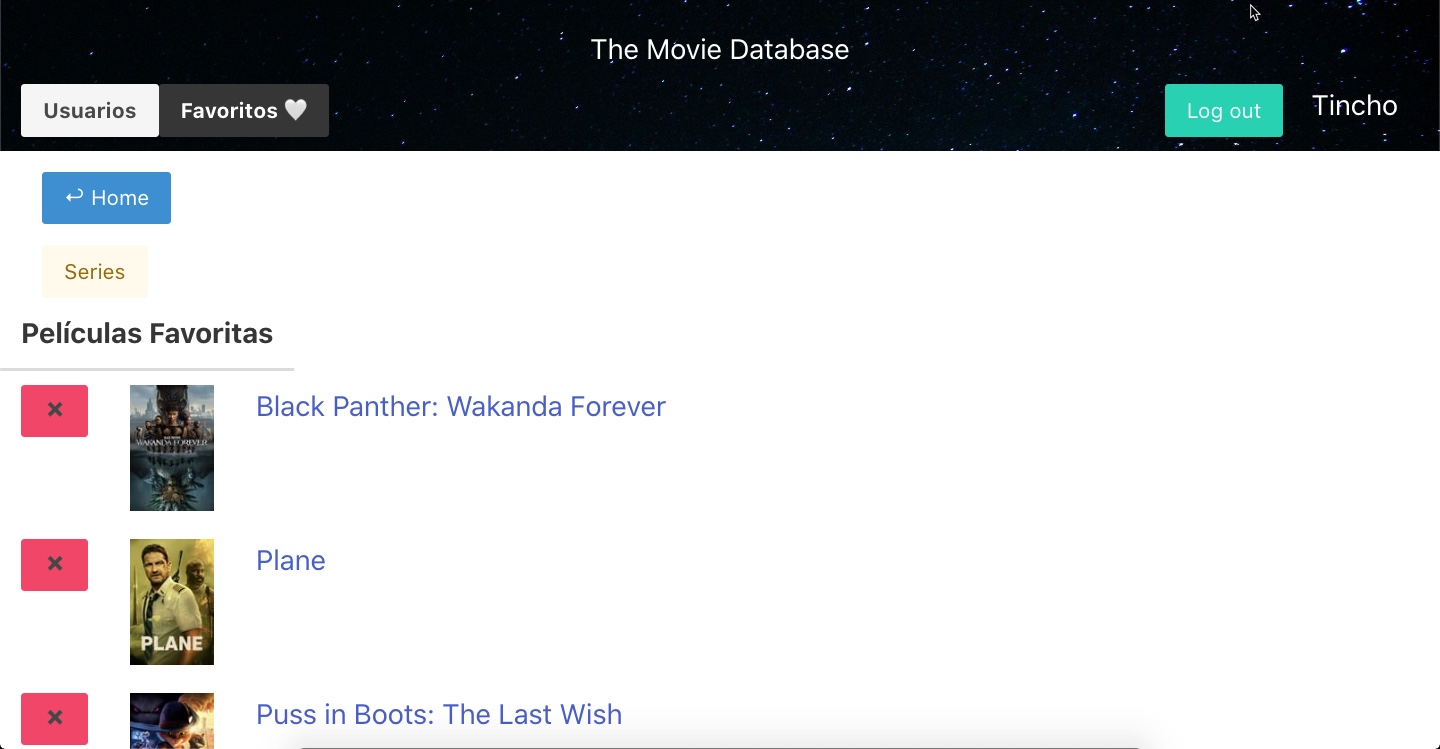 The Movie Database
Usuarios
Favoritos 🤍
Log out
Tincho
↩ Home
Series
Películas Favoritas
✖
WAKANDA FOREVER
Black Panther: Wakanda Forever
✖
PLANE
Plane
✖
Puss in Boots: The Last Wish